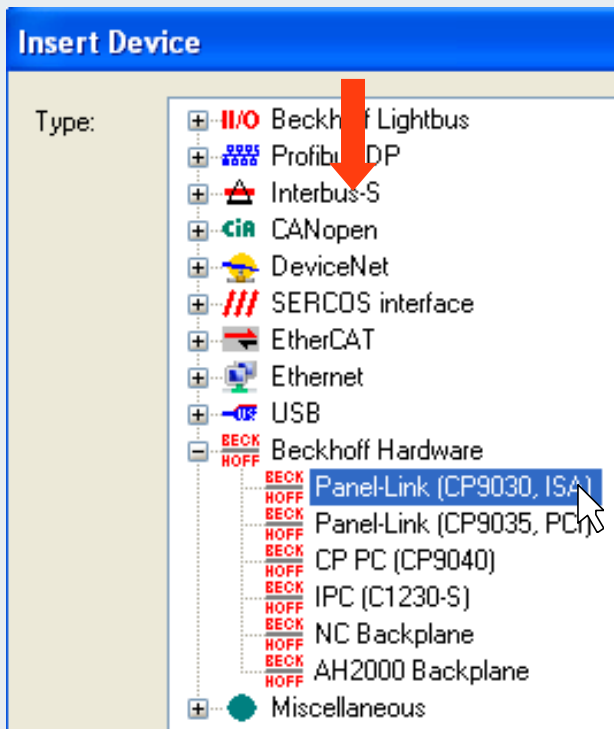 Insert Device
Type:
II/O Beckhoff Lightbus
Profibus DP
Interbus-S
CiA CANopen
DeviceNet
SERCOS interface
EtherCAT
Ethernet
USB
BECK HOFF Beckhoff Hardware
BECK HOFF Panel-Link (CP9030, ISA)
BECK HOFF Panel-Link (CP9035, PCI)
BECK HOFF CP PC (CP9040)
BECK HOFF IPC (C1230-S)
BECK HOFF NC Backplane
BECK HOFF AH2000 Backplane
Miscellaneous